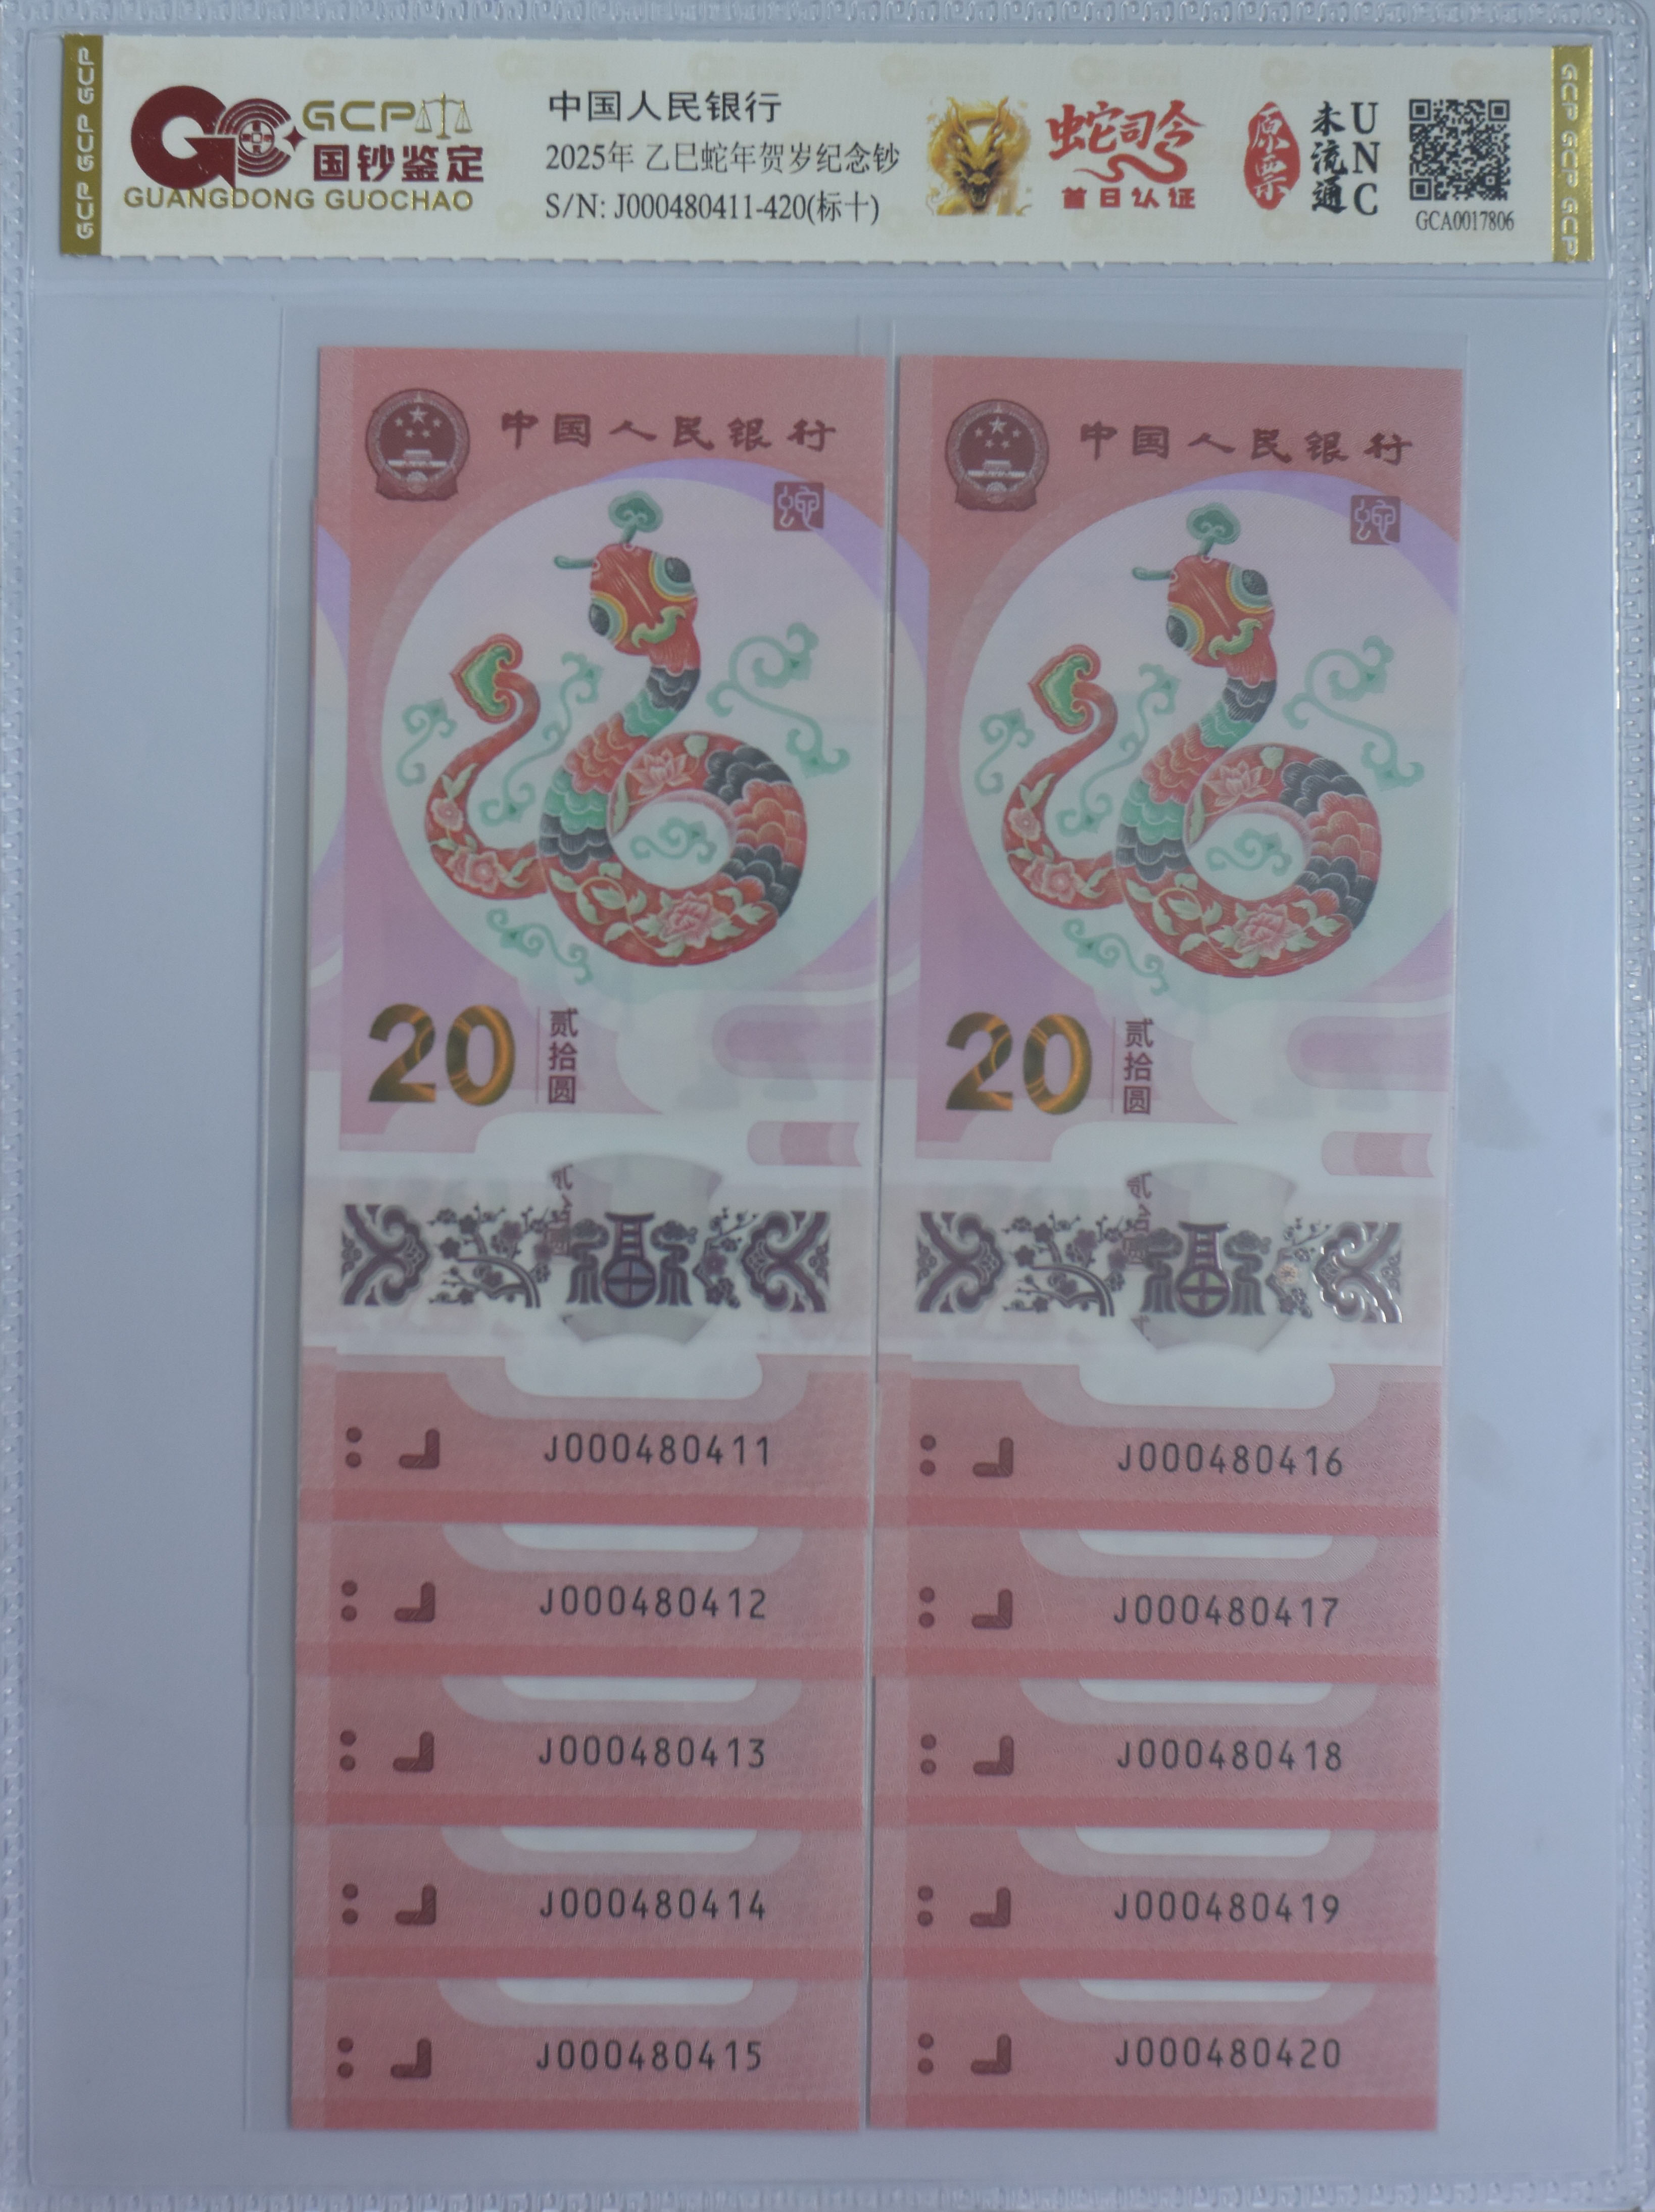 GCP GCP GCP
GCP
国钞鉴定
GUANGDONG GUOCHAO
中国人民银行
2025年 乙巳蛇年贺岁纪念钞
S/N: J000480411-420(标十)
蛇司令
首日认证
原票
未流通
UNC
GCA0017806
GCP GCP GCP
中国人民银行
蛇
20
贰拾圆
福
J000480411
J000480412
J000480413
J000480414
J000480415
中国人民银行
蛇
20
贰拾圆
福
J000480416
J000480417
J000480418
J000480419
J000480420